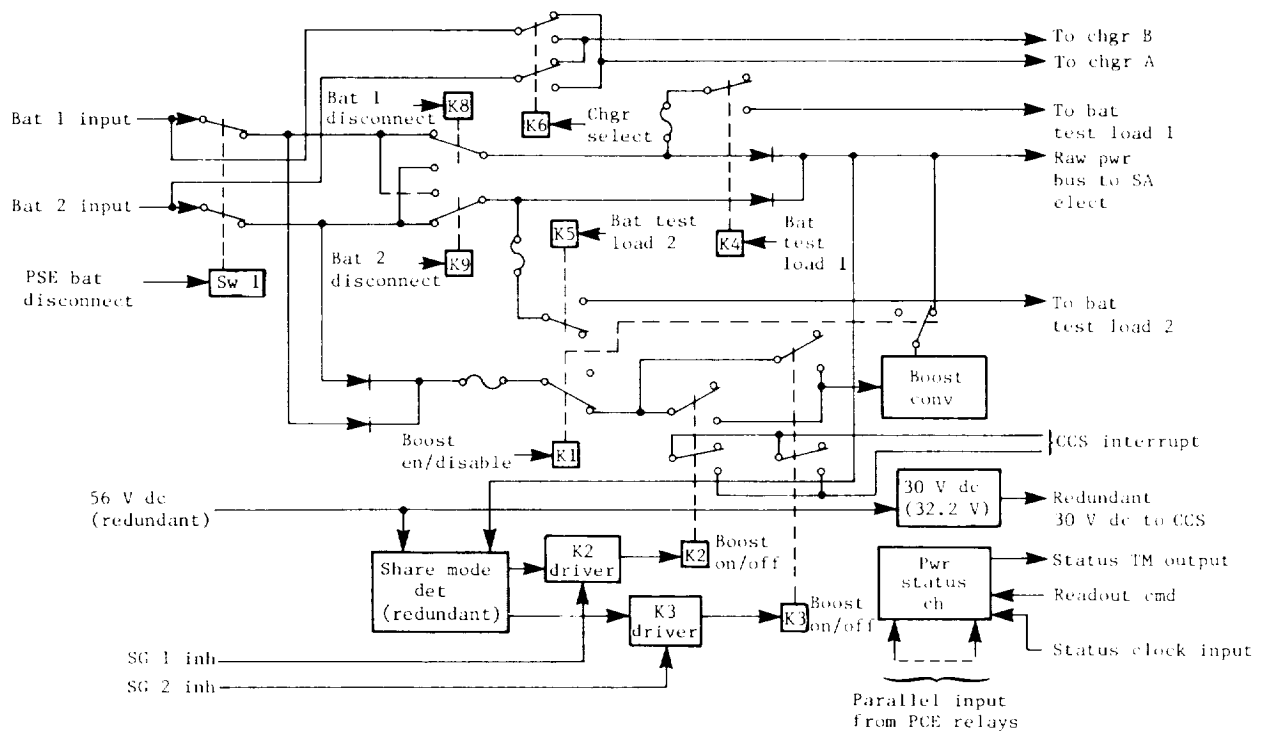 To chgr B
To chgr A
Bat 1
disconnect
K8
K6
Chgr
select
Bat 1 input
To bat
test load 1
Raw pwr
bus to SA
elect
Bat 2 input
K5
Bat test
load 2
K4
Bat
test
load 1
Bat 2
disconnect
K9
PSE bat
disconnect
Sw 1
To bat
test load 2
Boost
conv
Boost
en/disable
K1
CCS interrupt
56 V dc
(redundant)
30 V dc
(32.2 V)
Redundant
30 V dc to CCS
Share mode
det
(redundant)
K2
driver
K2
Boost
on/off
K3
driver
K3
Boost
on/off
Pwr
status
ch
Status TM output
Readout cmd
Status clock input
SG 1 inh
SG 2 inh
Parallel input
from PCE relays